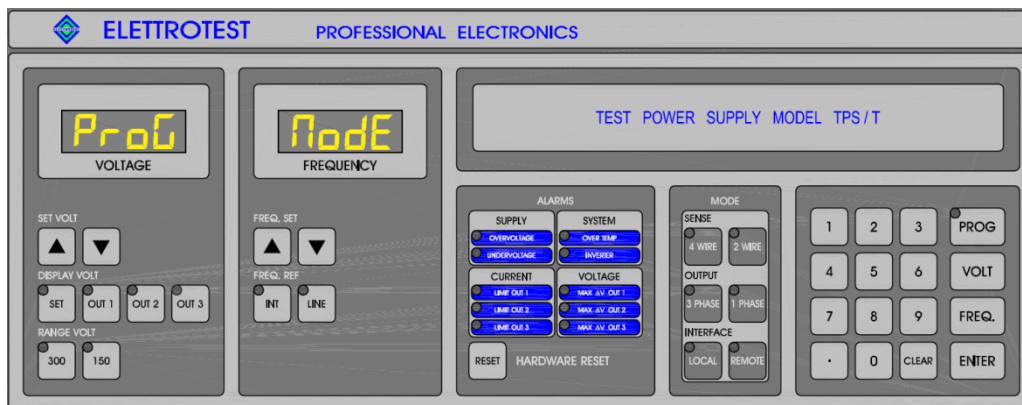 ELETTROTEST PROFESSIONAL ELECTRONICS
ProG
VOLTAGE
SET VOLT
▲ ▼
DISPLAY VOLT
SET OUT 1 OUT 2 OUT 3
RANGE VOLT
300 150
ModE
FREQUENCY
FREQ. SET
▲ ▼
FREQ. REF
INT LINE
TEST POWER SUPPLY MODEL TPS / T
ALARMS
SUPPLY SYSTEM
OVERVOLTAGE OVER TEMP
UNDERVOLTAGE INVERTER
CURRENT VOLTAGE
LIMIT OUT 1 MAX ΔV OUT 1
LIMIT OUT 2 MAX ΔV OUT 2
LIMIT OUT 3 MAX ΔV OUT 3
RESET HARDWARE RESET
MODE
SENSE
4 WIRE 2 WIRE
OUTPUT
3 PHASE 1 PHASE
INTERFACE
LOCAL REMOTE
1 2 3 PROG
4 5 6 VOLT
7 8 9 FREQ.
. 0 CLEAR ENTER